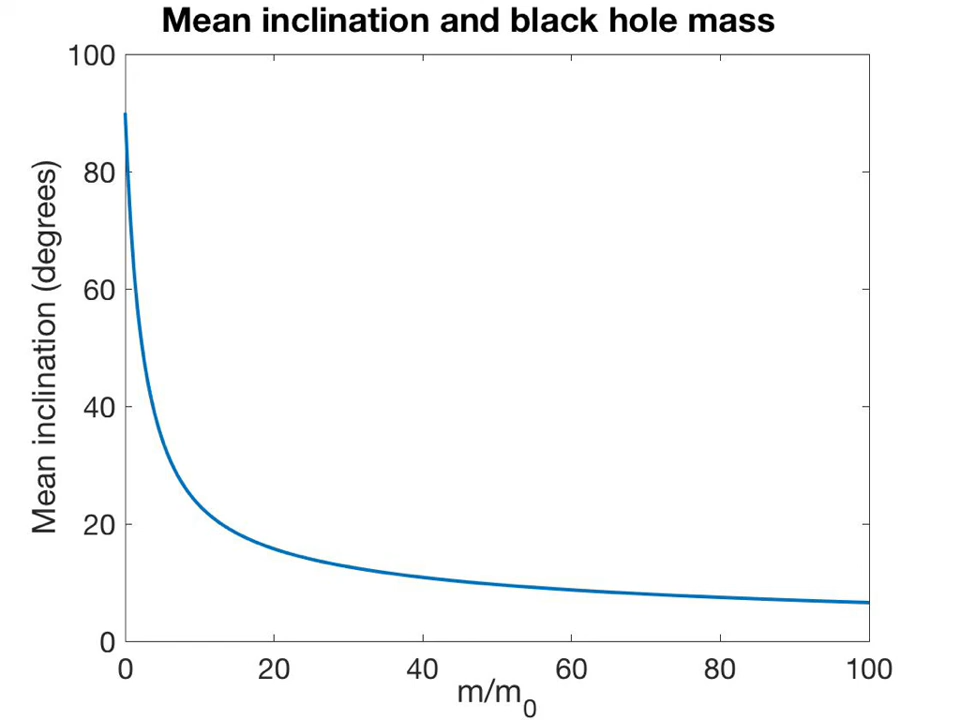 Mean inclination and black hole mass
100
80
60
40
20
0
Mean inclination (degrees)
0 20 40 60 80 100
m/m0